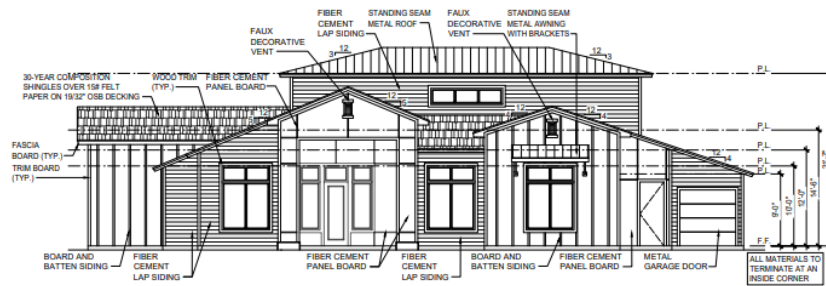 FIBER
CEMENT
LAP SIDING
STANDING SEAM
METAL ROOF
FAUX
DECORATIVE
VENT
STANDING SEAM
METAL AWNING
WITH BRACKETS
FAUX
DECORATIVE
VENT
12
3
12
3
30-YEAR COMPOSITION
SHINGLES OVER 15# FELT
PAPER ON 19/32" OSB DECKING
WOOD TRIM
(TYP.)
FIBER CEMENT
PANEL BOARD
P.L.
12
5
12
12
4
P.L.
FASCIA
BOARD (TYP.)
TRIM BOARD
(TYP.)
P.L.
12
4
P.L.
P.L.
9'-0"
10'-0"
12'-0"
14'-6"
F.F.
BOARD AND
BATTEN SIDING
FIBER
CEMENT
LAP SIDING
FIBER CEMENT
PANEL BOARD
FIBER
CEMENT
LAP SIDING
BOARD AND
BATTEN SIDING
FIBER CEMENT
PANEL BOARD
METAL
GARAGE DOOR
ALL MATERIALS TO
TERMINATE AT AN
INSIDE CORNER